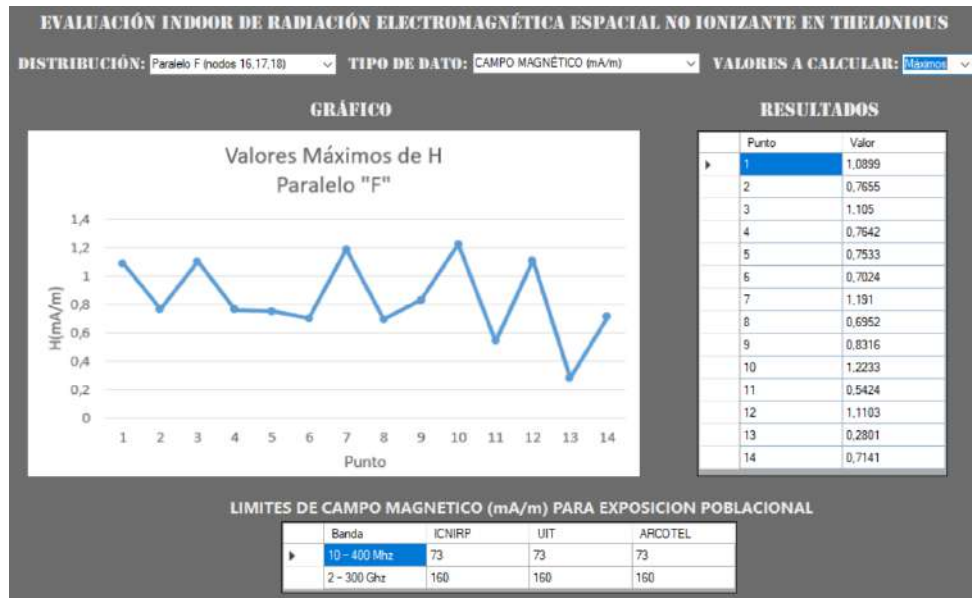 EVALUACIÓN INDOOR DE RADIACIÓN ELECTROMAGNÉTICA ESPACIAL NO IONIZANTE EN THELONIOUS
DISTRIBUCIÓN: Paralelo F (nodos 16,17,18) TIPO DE DATO: CAMPO MAGNÉTICO (mA/m) VALORES A CALCULAR: Máximos
GRÁFICO
Valores Máximos de H
Paralelo "F"
1,4
1,2
1
0,8
0,6
0,4
0,2
0
H(mA/m)
1 2 3 4 5 6 7 8 9 10 11 12 13 14
Punto
RESULTADOS
Punto Valor
1 1,0899
2 0,7655
3 1,105
4 0,7642
5 0,7533
6 0,7024
7 1,191
8 0,6952
9 0,8316
10 1,2233
11 0,5424
12 1,1103
13 0,2801
14 0,7141
LIMITES DE CAMPO MAGNETICO (mA/m) PARA EXPOSICION POBLACIONAL
Banda ICNIRP UIT ARCOTEL
10 – 400 Mhz 73 73 73
2 – 300 Ghz 160 160 160